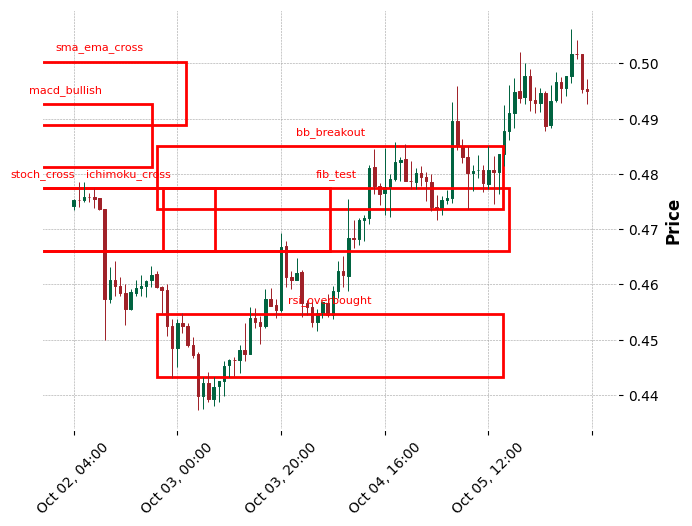 sma_ema_cross
macd_bullish
bb_breakout
stoch_cross
ichimoku_cross
fib_test
rsi_overbought
0.50
0.49
0.48
0.47
0.46
0.45
0.44
Price
Oct 02, 04:00
Oct 03, 00:00
Oct 03, 20:00
Oct 04, 16:00
Oct 05, 12:00